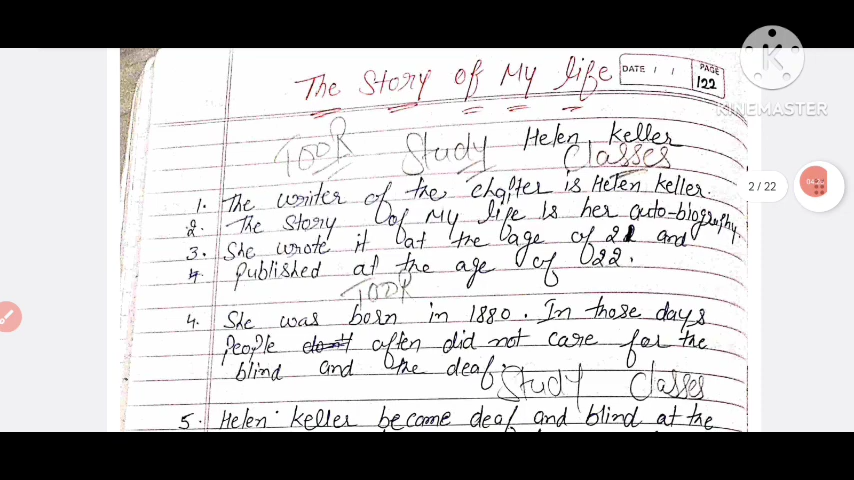 The Story of My life
DATE / /
PAGE
122
KINEMASTER
Helen Keller
TOOR Study Classes
2/22
1. The writer of the chapter is Helen Keller.
2. The Story of My life is her auto-biography.
3. She wrote it at the age of 21 and
published at the age of 22.
TOOR
4. She was born in 1880. In those days
People often did not care for the
blind and the deaf.
Study Classes
5. Helen Keller become deaf and blind at the